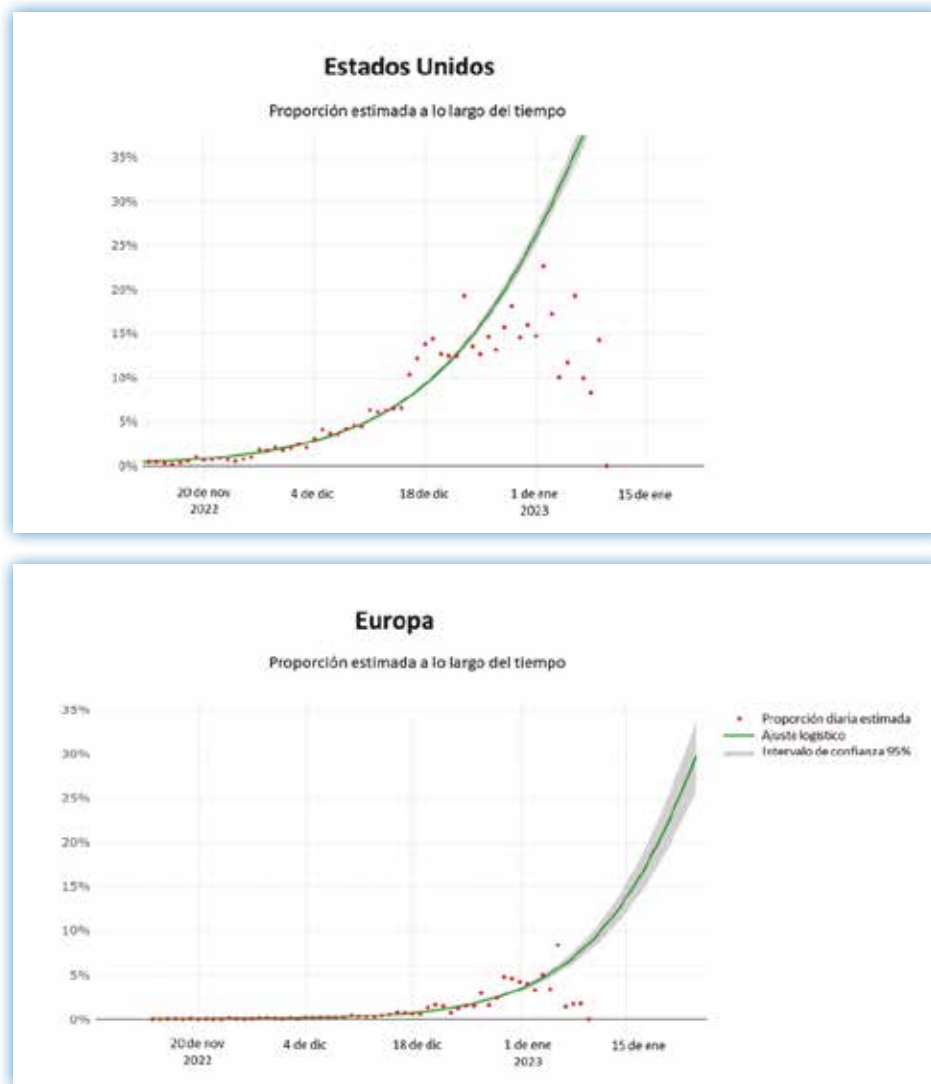 Estados Unidos
Proporción estimada a lo largo del tiempo
35%
30%
25%
20%
15%
10%
5%
0%
20 de nov
2022
4 de dic
18 de dic
1 de ene
2023
15 de ene
Europa
Proporción estimada a lo largo del tiempo
35%
30%
25%
20%
15%
10%
5%
0%
20 de nov
2022
4 de dic
18 de dic
1 de ene
2023
15 de ene
Proporción diaria estimada
Ajuste logístico
Intervalo de confianza 95%